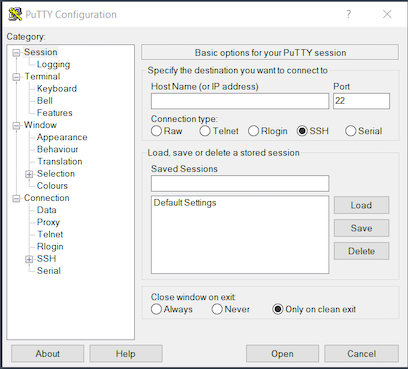 PuTTY Configuration
Category:
Session
Logging
Terminal
Keyboard
Bell
Features
Window
Appearance
Behaviour
Translation
Selection
Colours
Connection
Data
Proxy
Telnet
Rlogin
SSH
Serial
Basic options for your PuTTY session
Specify the destination you want to connect to
Host Name (or IP address) Port
22
Connection type:
Raw Telnet Rlogin SSH Serial
Load, save or delete a stored session
Saved Sessions
Default Settings
Load
Save
Delete
Close window on exit:
Always Never Only on clean exit
About Help Open Cancel